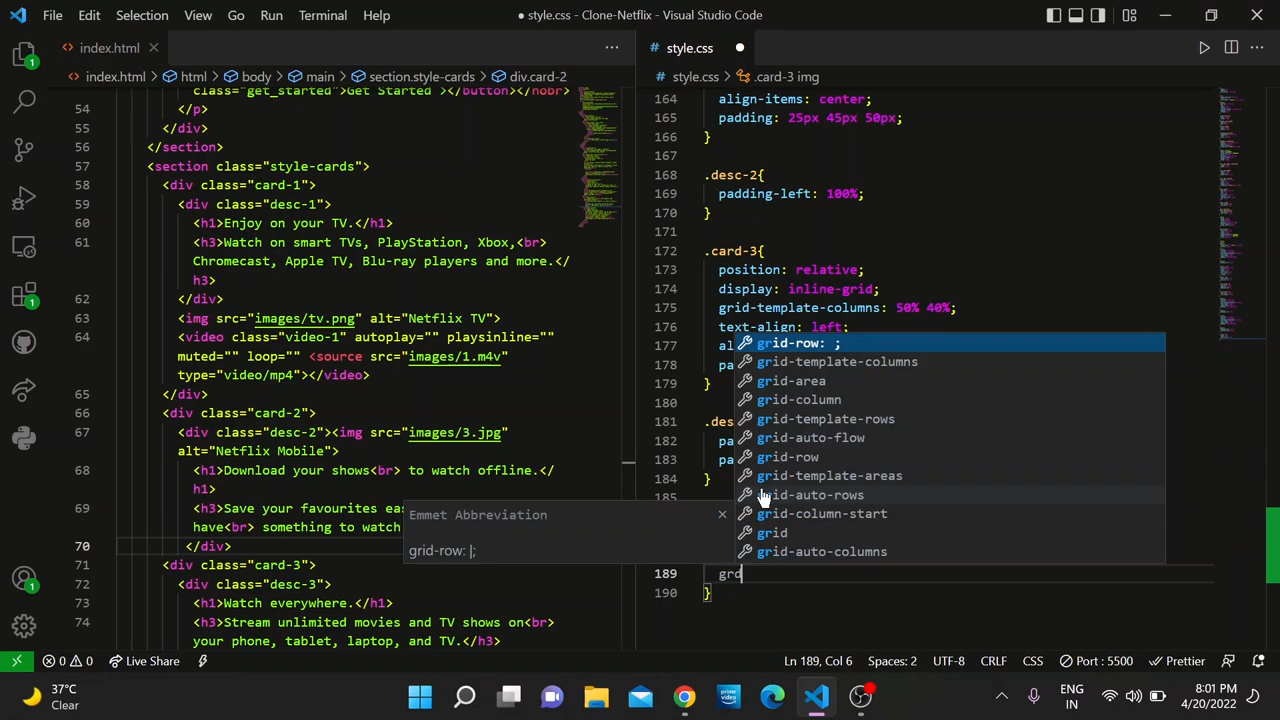 File Edit Selection View Go Run Terminal Help
● style.css - Clone-Netflix - Visual Studio Code
<> index.html ×
# style.css ●
<> index.html > html > body > main > section.style-cards > div.card-2
# style.css > .card-3 img
class="get_started">Get Started ></button></nobr>
54 </p>
55 </div>
56 </section>
57 <section class="style-cards">
58 <div class="card-1">
59 <div class="desc-1">
60 <h1>Enjoy on your TV.</h1>
61 <h3>Watch on smart TVs, PlayStation, Xbox,<br>
Chromecast, Apple TV, Blu-ray players and more.</
h3>
62 </div>
63 <img src="images/tv.png" alt="Netflix TV">
64 <video class="video-1" autoplay="" playsinline=""
muted="" loop="" <source src="images/1.m4v"
type="video/mp4"></video>
65 </div>
66 <div class="card-2">
67 <div class="desc-2"><img src="images/3.jpg"
alt="Netflix Mobile">
68 <h1>Download your shows<br> to watch offline.</
h1>
69 <h3>Save your favourites eas
have<br> something to watch
70 </div>
71 <div class="card-3">
72 <div class="desc-3">
73 <h1>Watch everywhere.</h1>
74 <h3>Stream unlimited movies and TV shows on<br>
your phone, tablet, laptop, and TV.</h3>
164 align-items: center;
165 padding: 25px 45px 50px;
166 }
167
168 .desc-2{
169 padding-left: 100%;
170 }
171
172 .card-3{
173 position: relative;
174 display: inline-grid;
175 grid-template-columns: 50% 40%;
176 text-align: left;
177 al
178 pa
179 }
180
181 .des
182 pa
183 pa
184 }
185
189 grd
190 }
grid-row: ;
grid-template-columns
grid-area
grid-column
grid-template-rows
grid-auto-flow
grid-row
grid-template-areas
grid-auto-rows
grid-column-start
grid
grid-auto-columns
Emmet Abbreviation ×
grid-row: |;
0 0 Live Share
Ln 189, Col 6 Spaces: 2 UTF-8 CRLF CSS Port : 5500 Prettier
37°C
Clear
prime video
ENG
IN
8:01 PM
4/20/2022